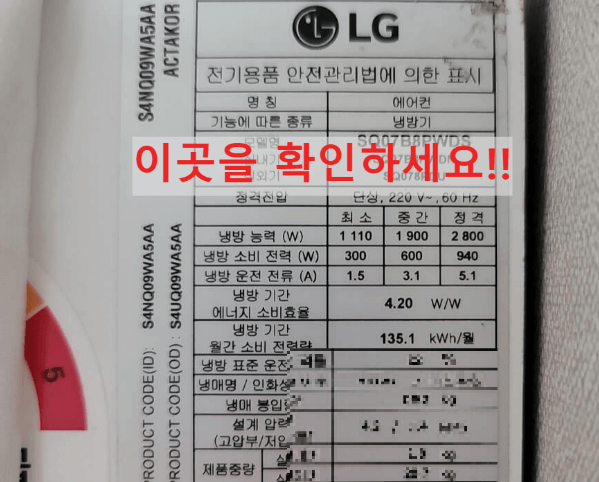 LG
전기용품 안전관리법에 의한 표시
명 칭 에어컨
기능에 따른 종류 냉방기
모델명 SQ07B8PWDS
이곳을 확인하세요!!
정격전압 단상, 220 V~, 60 Hz
최 소 중 간 정 격
냉방 능력 (W) 1 110 1 900 2 800
냉방 소비 전력 (W) 300 600 940
냉방 운전 전류 (A) 1.5 3.1 5.1
냉방 기간
에너지 소비효율 4.20 W/W
냉방 기간
월간 소비 전력량 135.1 kWh/월
냉방 표준 운전
냉매명 / 인화성
냉매 봉입
설계 압력
(고압부/저압
제품중량
S4NQ09WA5AA
ACTAKOR
PRODUCT CODE(ID): S4NQ09WA5AA
PRODUCT CODE(OD): S4UQ09WA5AA
5